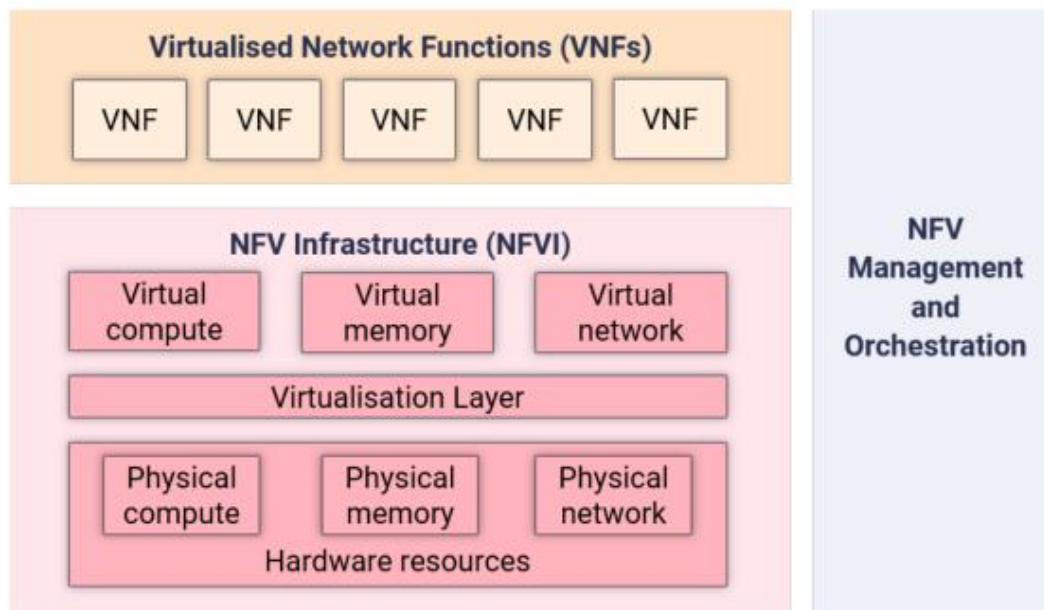 Virtualised Network Functions (VNFs)
VNF
VNF
VNF
VNF
VNF
NFV Infrastructure (NFVI)
Virtual
compute
Virtual
memory
Virtual
network
Virtualisation Layer
Physical
compute
Physical
memory
Physical
network
Hardware resources
NFV
Management
and
Orchestration